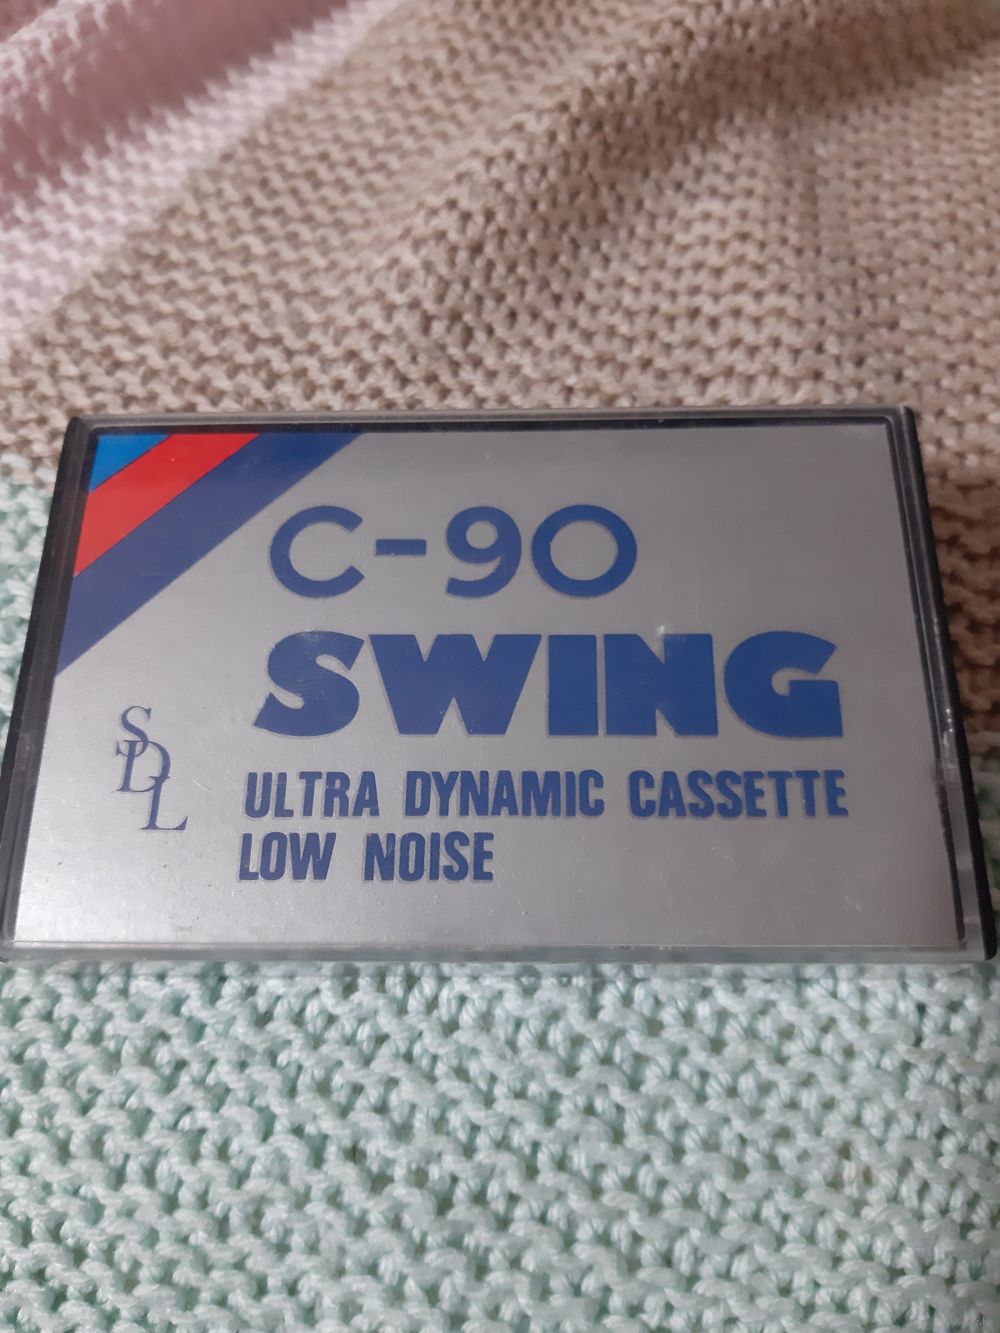 C-90
SWING
SDL
ULTRA DYNAMIC CASSETTE
LOW NOISE